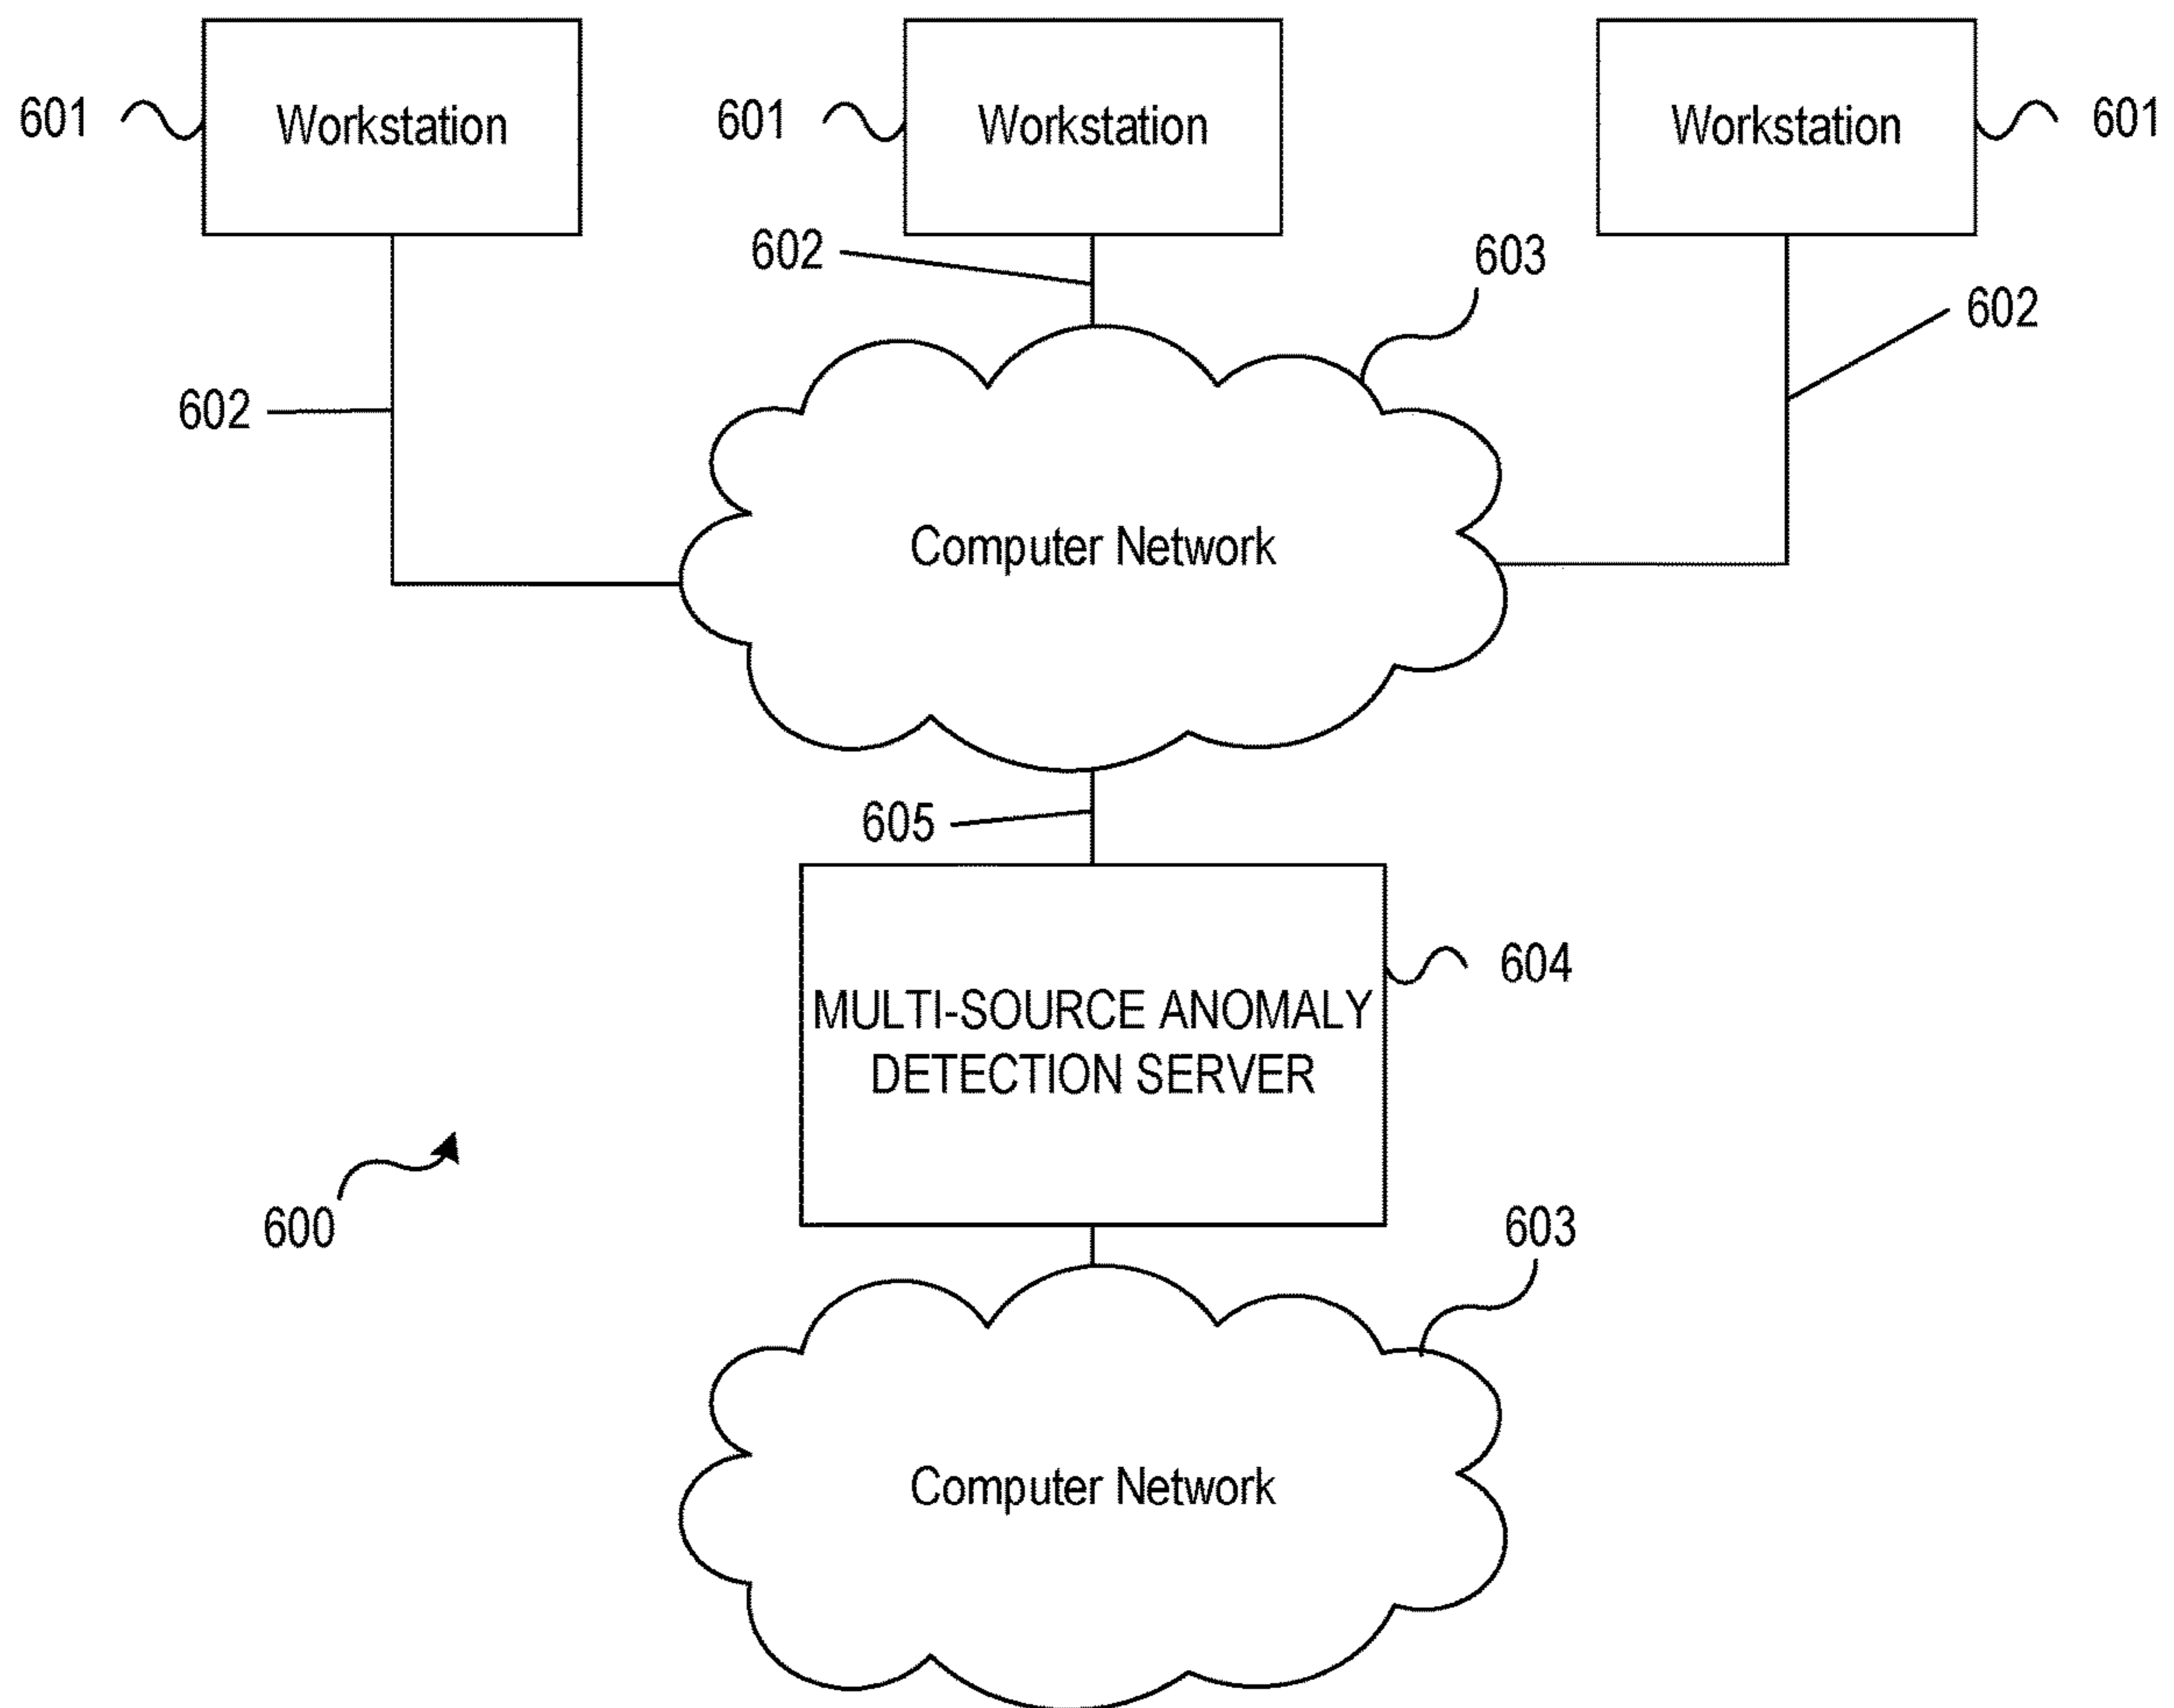 601
Workstation
601
Workstation
Workstation
601
602
603
602
602
Computer Network
605
604
MULTI-SOURCE ANOMALY
DETECTION SERVER
600
603
Computer Network